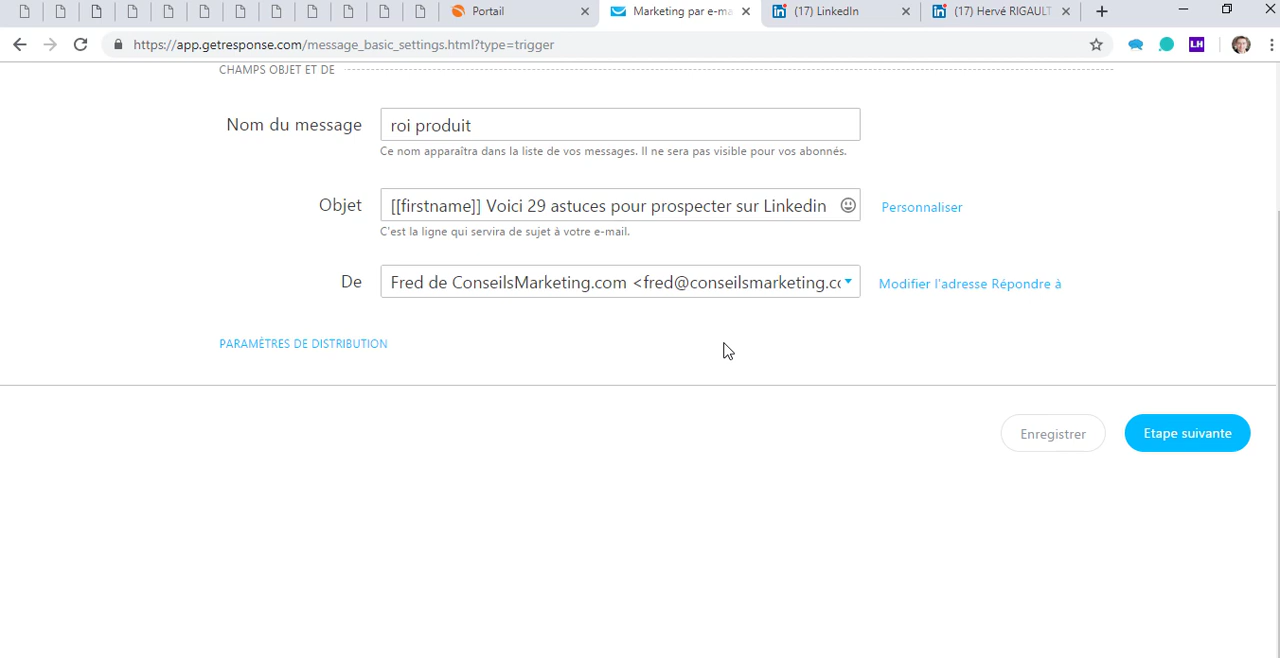 Portail
Marketing par e-ma
(17) LinkedIn
(17) Hervé RIGAULT
https://app.getresponse.com/message_basic_settings.html?type=trigger
LH
CHAMPS OBJET ET DE
Nom du message
roi produit
Ce nom apparaîtra dans la liste de vos messages. Il ne sera pas visible pour vos abonnés.
Objet
[[firstname]] Voici 29 astuces pour prospecter sur Linkedin
Personnaliser
C'est la ligne qui servira de sujet à votre e-mail.
De
Fred de ConseilsMarketing.com <fred@conseilsmarketing.co
Modifier l'adresse Répondre à
PARAMÈTRES DE DISTRIBUTION
Enregistrer
Etape suivante